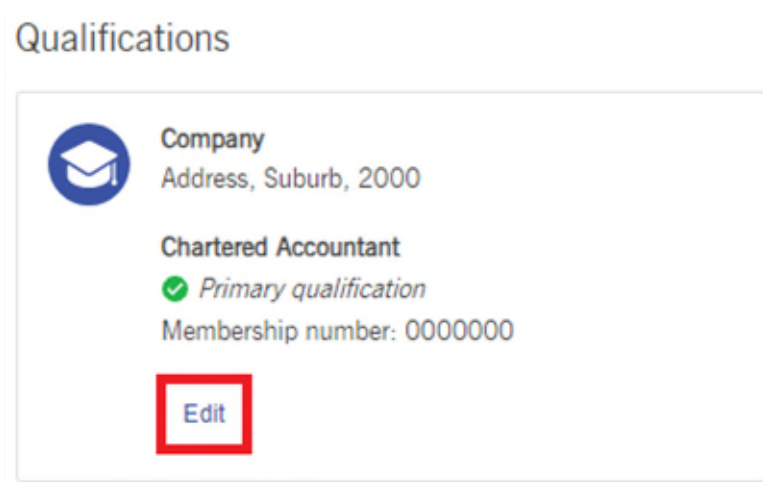 Qualifications
Company
Address, Suburb, 2000
Chartered Accountant
Primary qualification
Membership number: 0000000
Edit